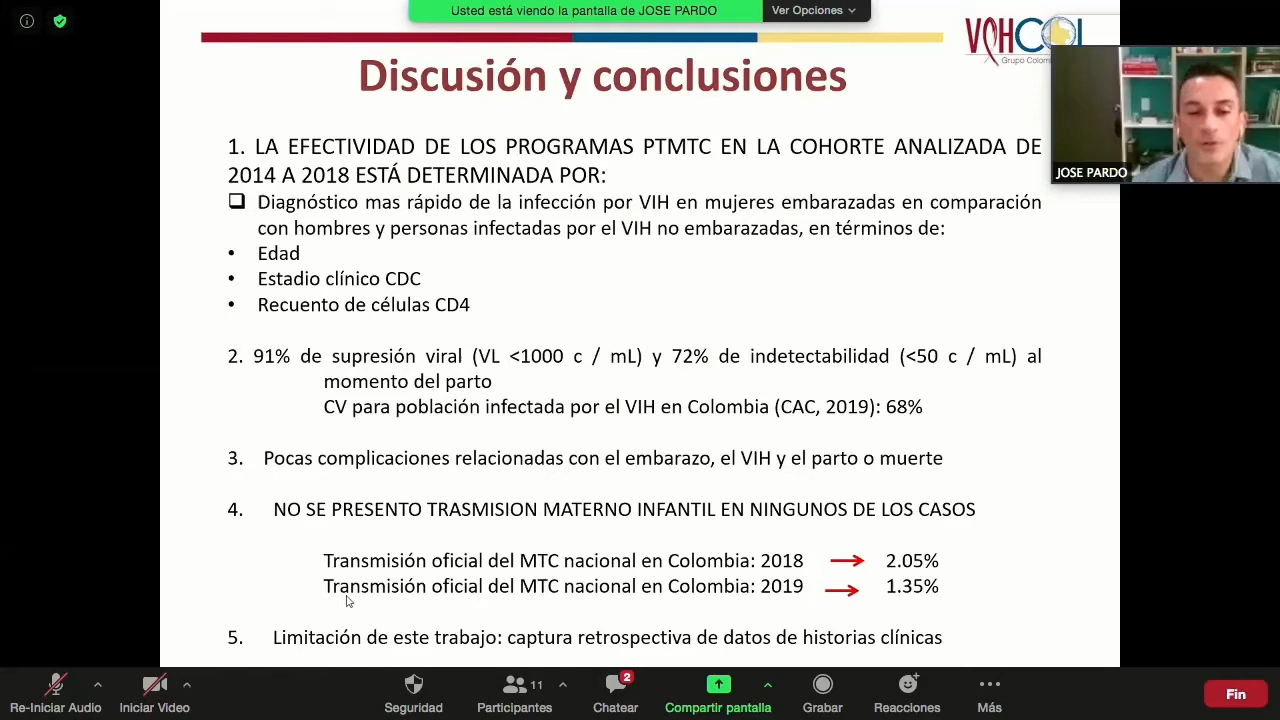 Usted está viendo la pantalla de JOSE PARDO
Ver Opciones
VIHCOL
Grupo Colom
Discusión y conclusiones
JOSE PARDO
1. LA EFECTIVIDAD DE LOS PROGRAMAS PTMTC EN LA COHORTE ANALIZADA DE
2014 A 2018 ESTÁ DETERMINADA POR:
Diagnóstico mas rápido de la infección por VIH en mujeres embarazadas en comparación
con hombres y personas infectadas por el VIH no embarazadas, en términos de:
• Edad
• Estadio clínico CDC
• Recuento de células CD4
2. 91% de supresión viral (VL <1000 c / mL) y 72% de indetectabilidad (<50 c / mL) al
momento del parto
CV para población infectada por el VIH en Colombia (CAC, 2019): 68%
3. Pocas complicaciones relacionadas con el embarazo, el VIH y el parto o muerte
4. NO SE PRESENTO TRASMISION MATERNO INFANTIL EN NINGUNOS DE LOS CASOS
Transmisión oficial del MTC nacional en Colombia: 2018 → 2.05%
Transmisión oficial del MTC nacional en Colombia: 2019 → 1.35%
5. Limitación de este trabajo: captura retrospectiva de datos de historias clínicas
Re-Iniciar Audio
Iniciar Video
Seguridad
11
Participantes
2
Chatear
Compartir pantalla
Grabar
Reacciones
Más
Fin